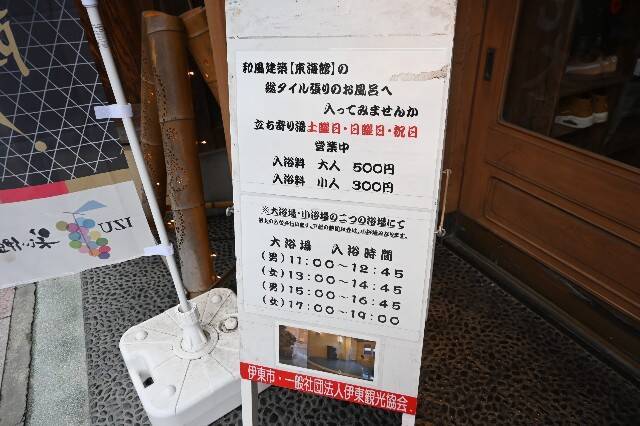 和風建築【東海館】の
総タイル張りのお風呂へ
入ってみませんか
立ち寄り湯土曜日・日曜日・祝日
営業中
入浴料 大人 500円
入浴料 小人 300円
※大浴場・小浴場の二つの浴場にて
大浴場 入浴時間
(男)11:00～12:45
(女)13:00～14:45
(男)15:00～16:45
(女)17:00～19:00
伊東市・一般社団法人伊東観光協会
IZU